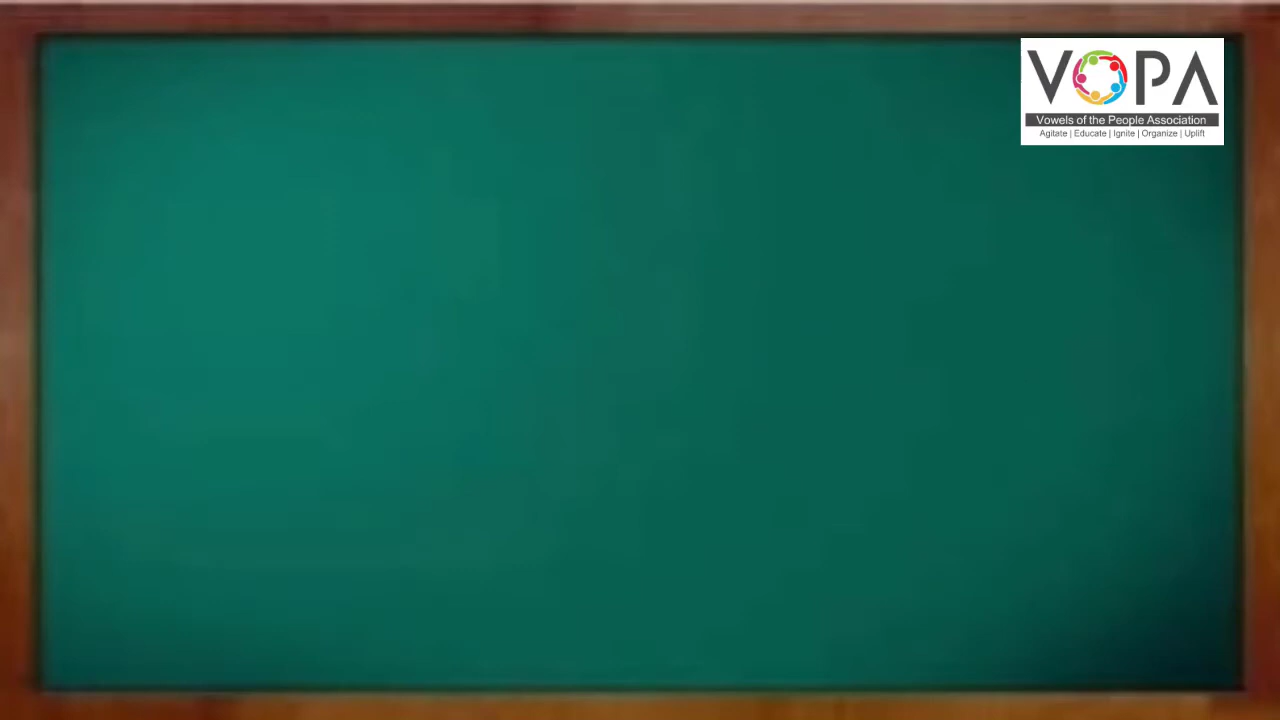 VOPA
Vowels of the People Association
Agitate | Educate | Ignite | Organize | Uplift